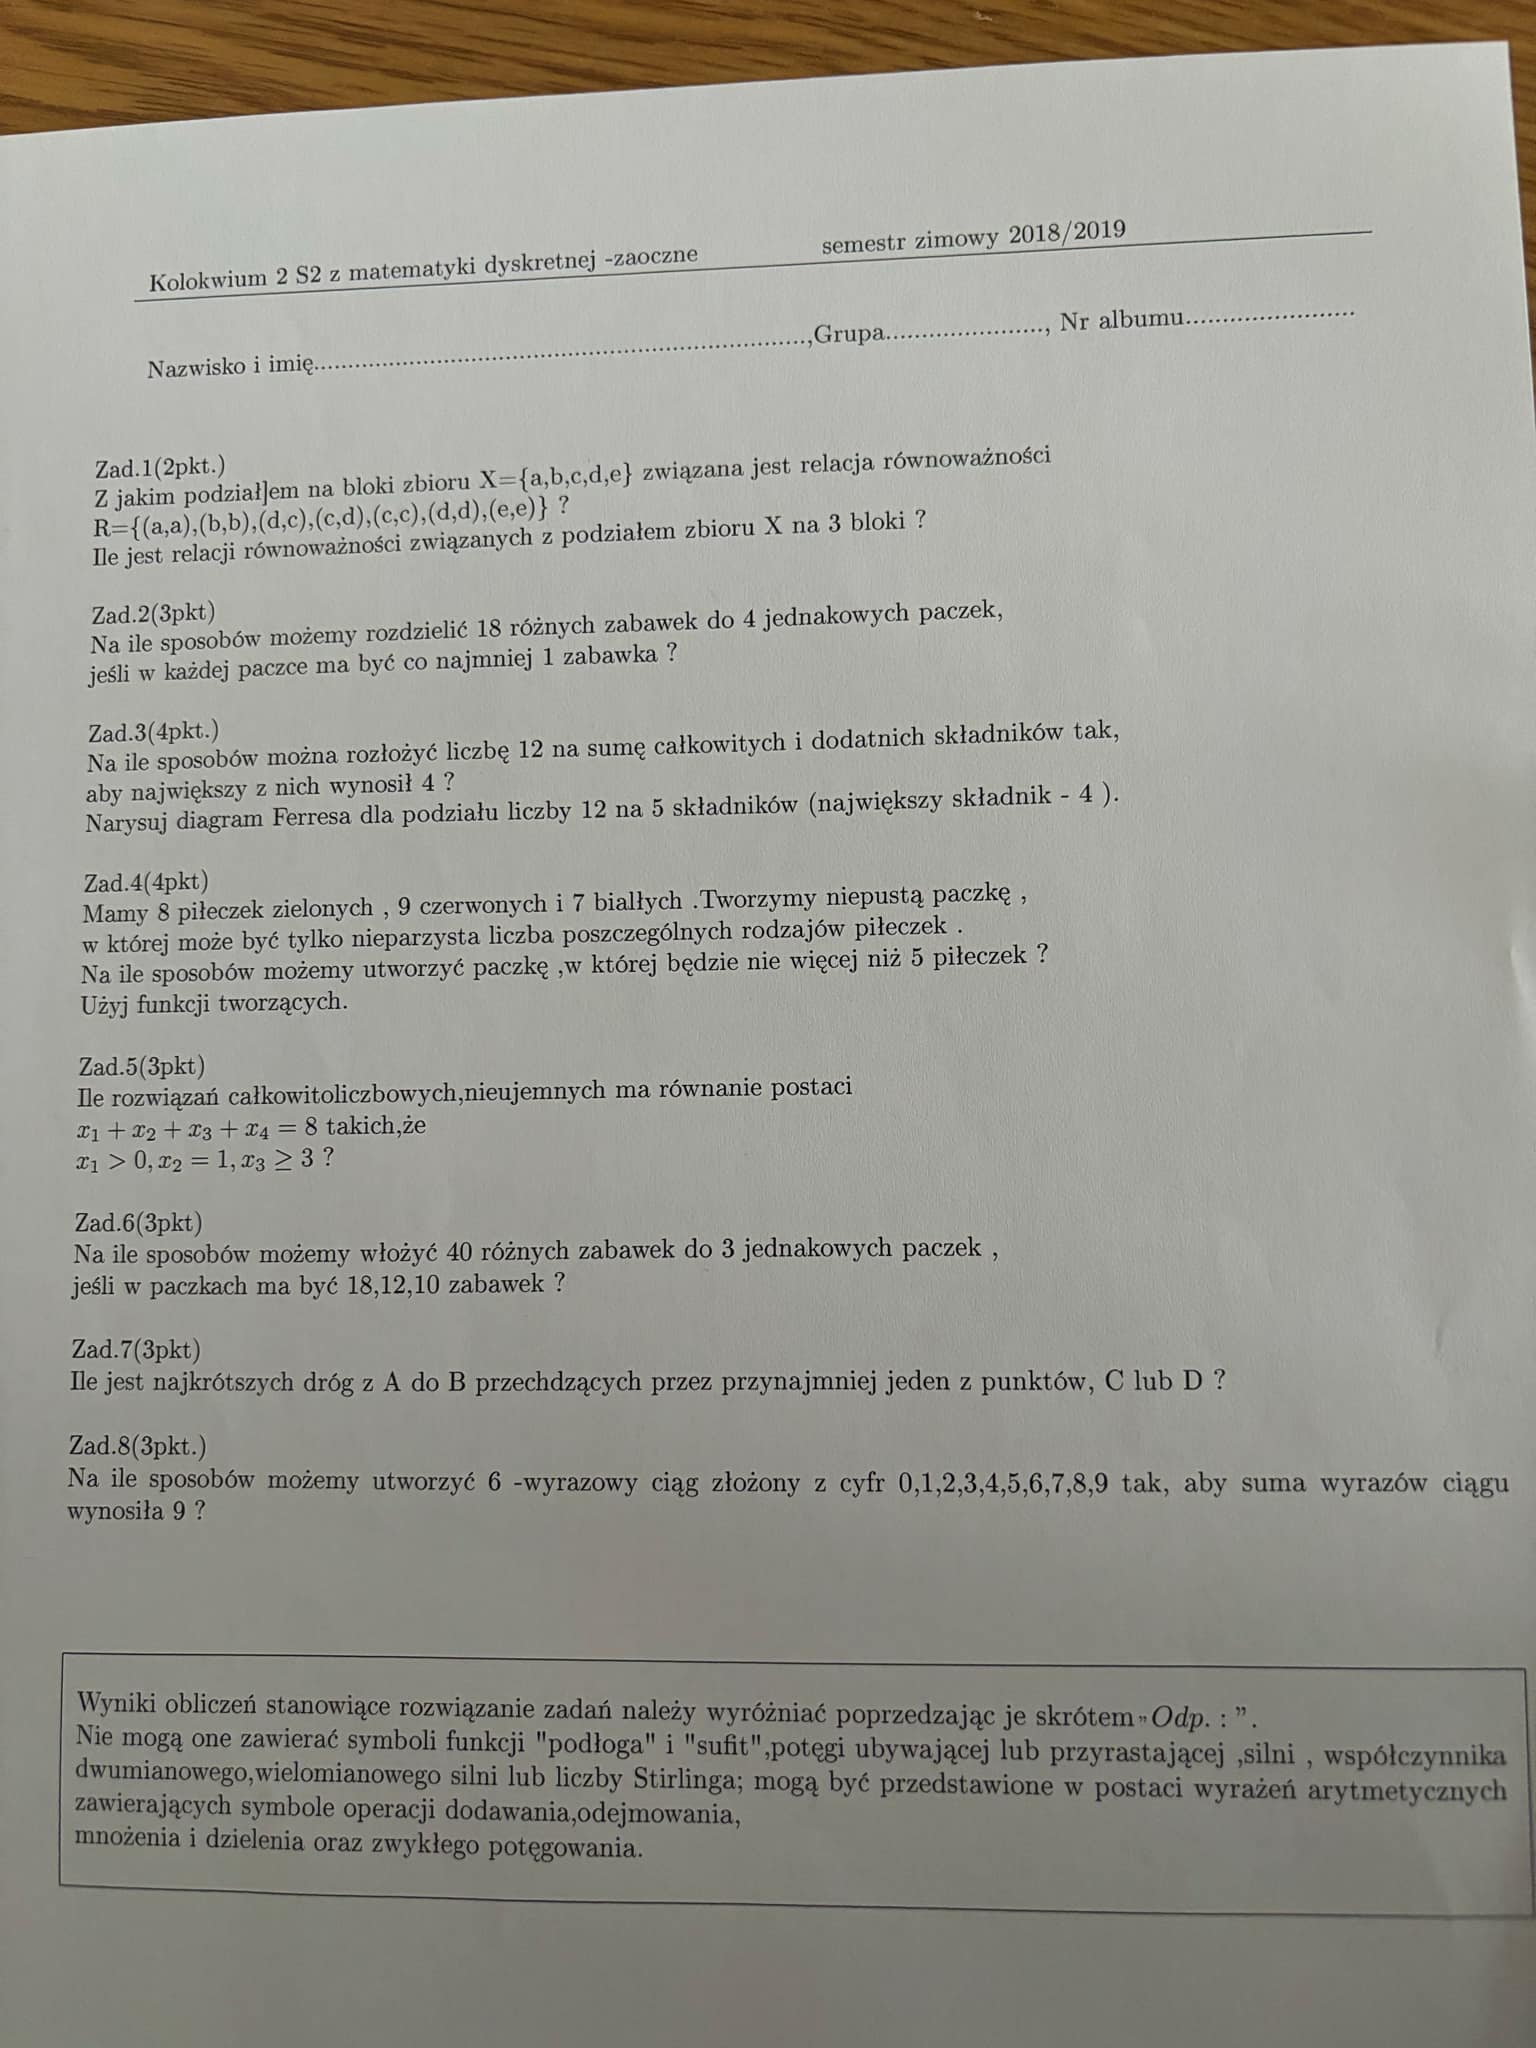 Kolokwium 2 S2 z matematyki dyskretnej -zaoczne semestr zimowy 2018/2019
Nazwisko i imię......................................................................................,Grupa........................, Nr albumu..........................
Zad.1(2pkt.)
Z jakim podział]em na bloki zbioru X={a,b,c,d,e} związana jest relacja równoważności
R={(a,a),(b,b),(d,c),(c,d),(c,c),(d,d),(e,e)} ?
Ile jest relacji równoważności związanych z podziałem zbioru X na 3 bloki ?
Zad.2(3pkt)
Na ile sposobów możemy rozdzielić 18 różnych zabawek do 4 jednakowych paczek,
jeśli w każdej paczce ma być co najmniej 1 zabawka ?
Zad.3(4pkt.)
Na ile sposobów można rozłożyć liczbę 12 na sumę całkowitych i dodatnich składników tak,
aby największy z nich wynosił 4 ?
Narysuj diagram Ferresa dla podziału liczby 12 na 5 składników (największy składnik - 4 ).
Zad.4(4pkt)
Mamy 8 piłeczek zielonych , 9 czerwonych i 7 biallych .Tworzymy niepustą paczkę ,
w której może być tylko nieparzysta liczba poszczególnych rodzajów piłeczek .
Na ile sposobów możemy utworzyć paczkę ,w której będzie nie więcej niż 5 piłeczek ?
Użyj funkcji tworzących.
Zad.5(3pkt)
Ile rozwiązań całkowitoliczbowych,nieujemnych ma równanie postaci
x₁ + x₂ + x₃ + x₄ = 8 takich,że
x₁ > 0, x₂ = 1, x₃ ≥ 3 ?
Zad.6(3pkt)
Na ile sposobów możemy włożyć 40 różnych zabawek do 3 jednakowych paczek ,
jeśli w paczkach ma być 18,12,10 zabawek ?
Zad.7(3pkt)
Ile jest najkrótszych dróg z A do B przechdzących przez przynajmniej jeden z punktów, C lub D ?
Zad.8(3pkt.)
Na ile sposobów możemy utworzyć 6 -wyrazowy ciąg złożony z cyfr 0,1,2,3,4,5,6,7,8,9 tak, aby suma wyrazów ciągu
wynosiła 9 ?
Wyniki obliczeń stanowiące rozwiązanie zadań należy wyróżniać poprzedzając je skrótem ”Odp. : ”.
Nie mogą one zawierać symboli funkcji "podłoga" i "sufit",potęgi ubywającej lub przyrastającej ,silni , współczynnika
dwumianowego,wielomianowego silni lub liczby Stirlinga; mogą być przedstawione w postaci wyrażeń arytmetycznych
zawierających symbole operacji dodawania,odejmowania,
mnożenia i dzielenia oraz zwykłego potęgowania.